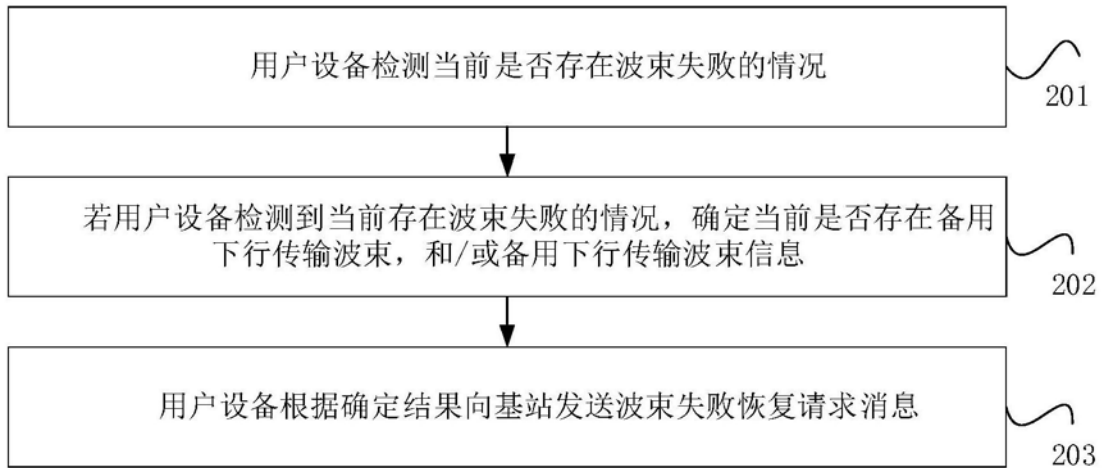 用户设备检测当前是否存在波束失败的情况
201
若用户设备检测到当前存在波束失败的情况，确定当前是否存在备用
下行传输波束，和/或备用下行传输波束信息
202
用户设备根据确定结果向基站发送波束失败恢复请求消息
203